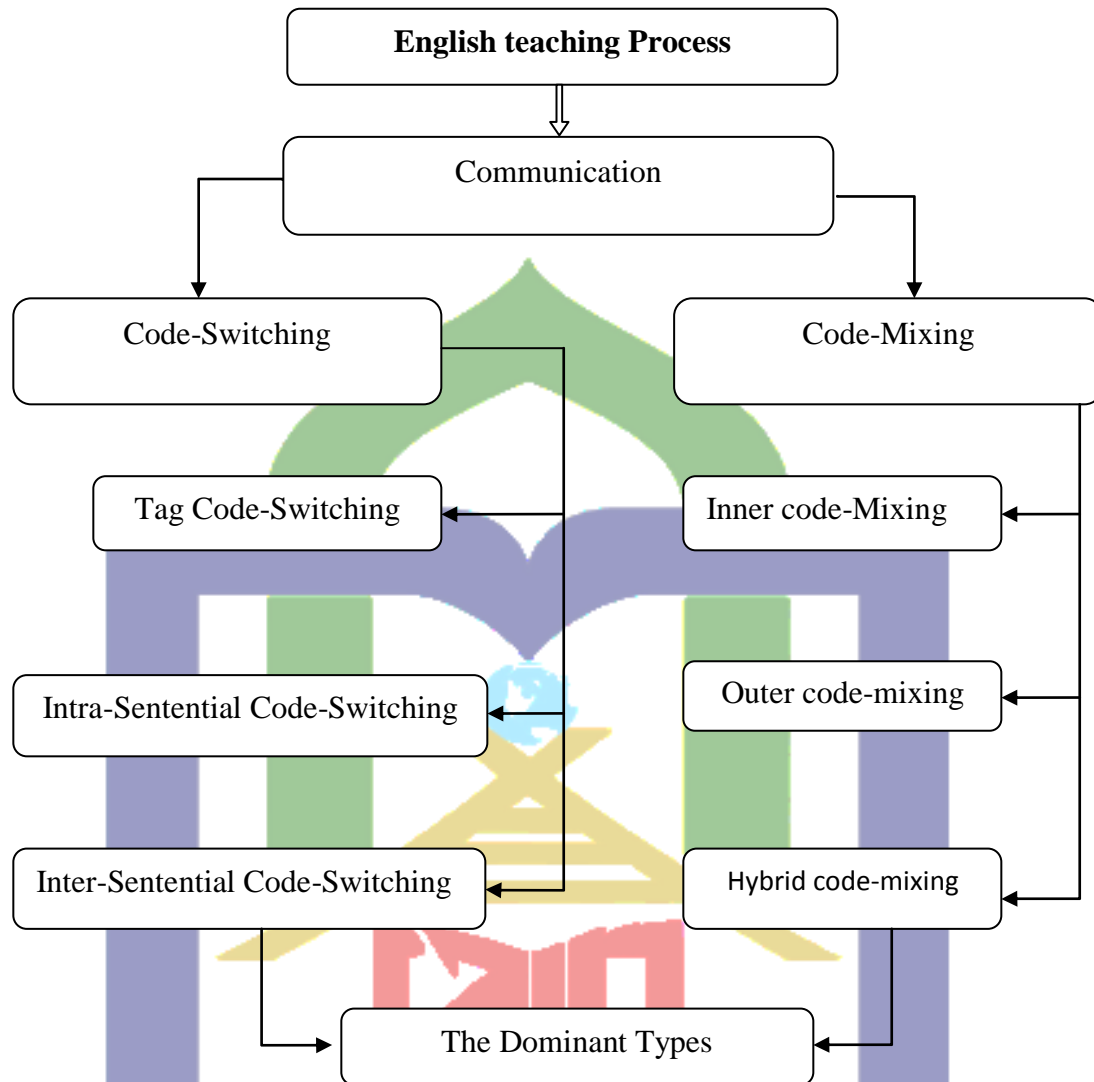 English teaching Process
Communication
Code-Switching
Code-Mixing
Tag Code-Switching
Inner code-Mixing
Intra-Sentential Code-Switching
Outer code-mixing
Inter-Sentential Code-Switching
Hybrid code-mixing
The Dominant Types